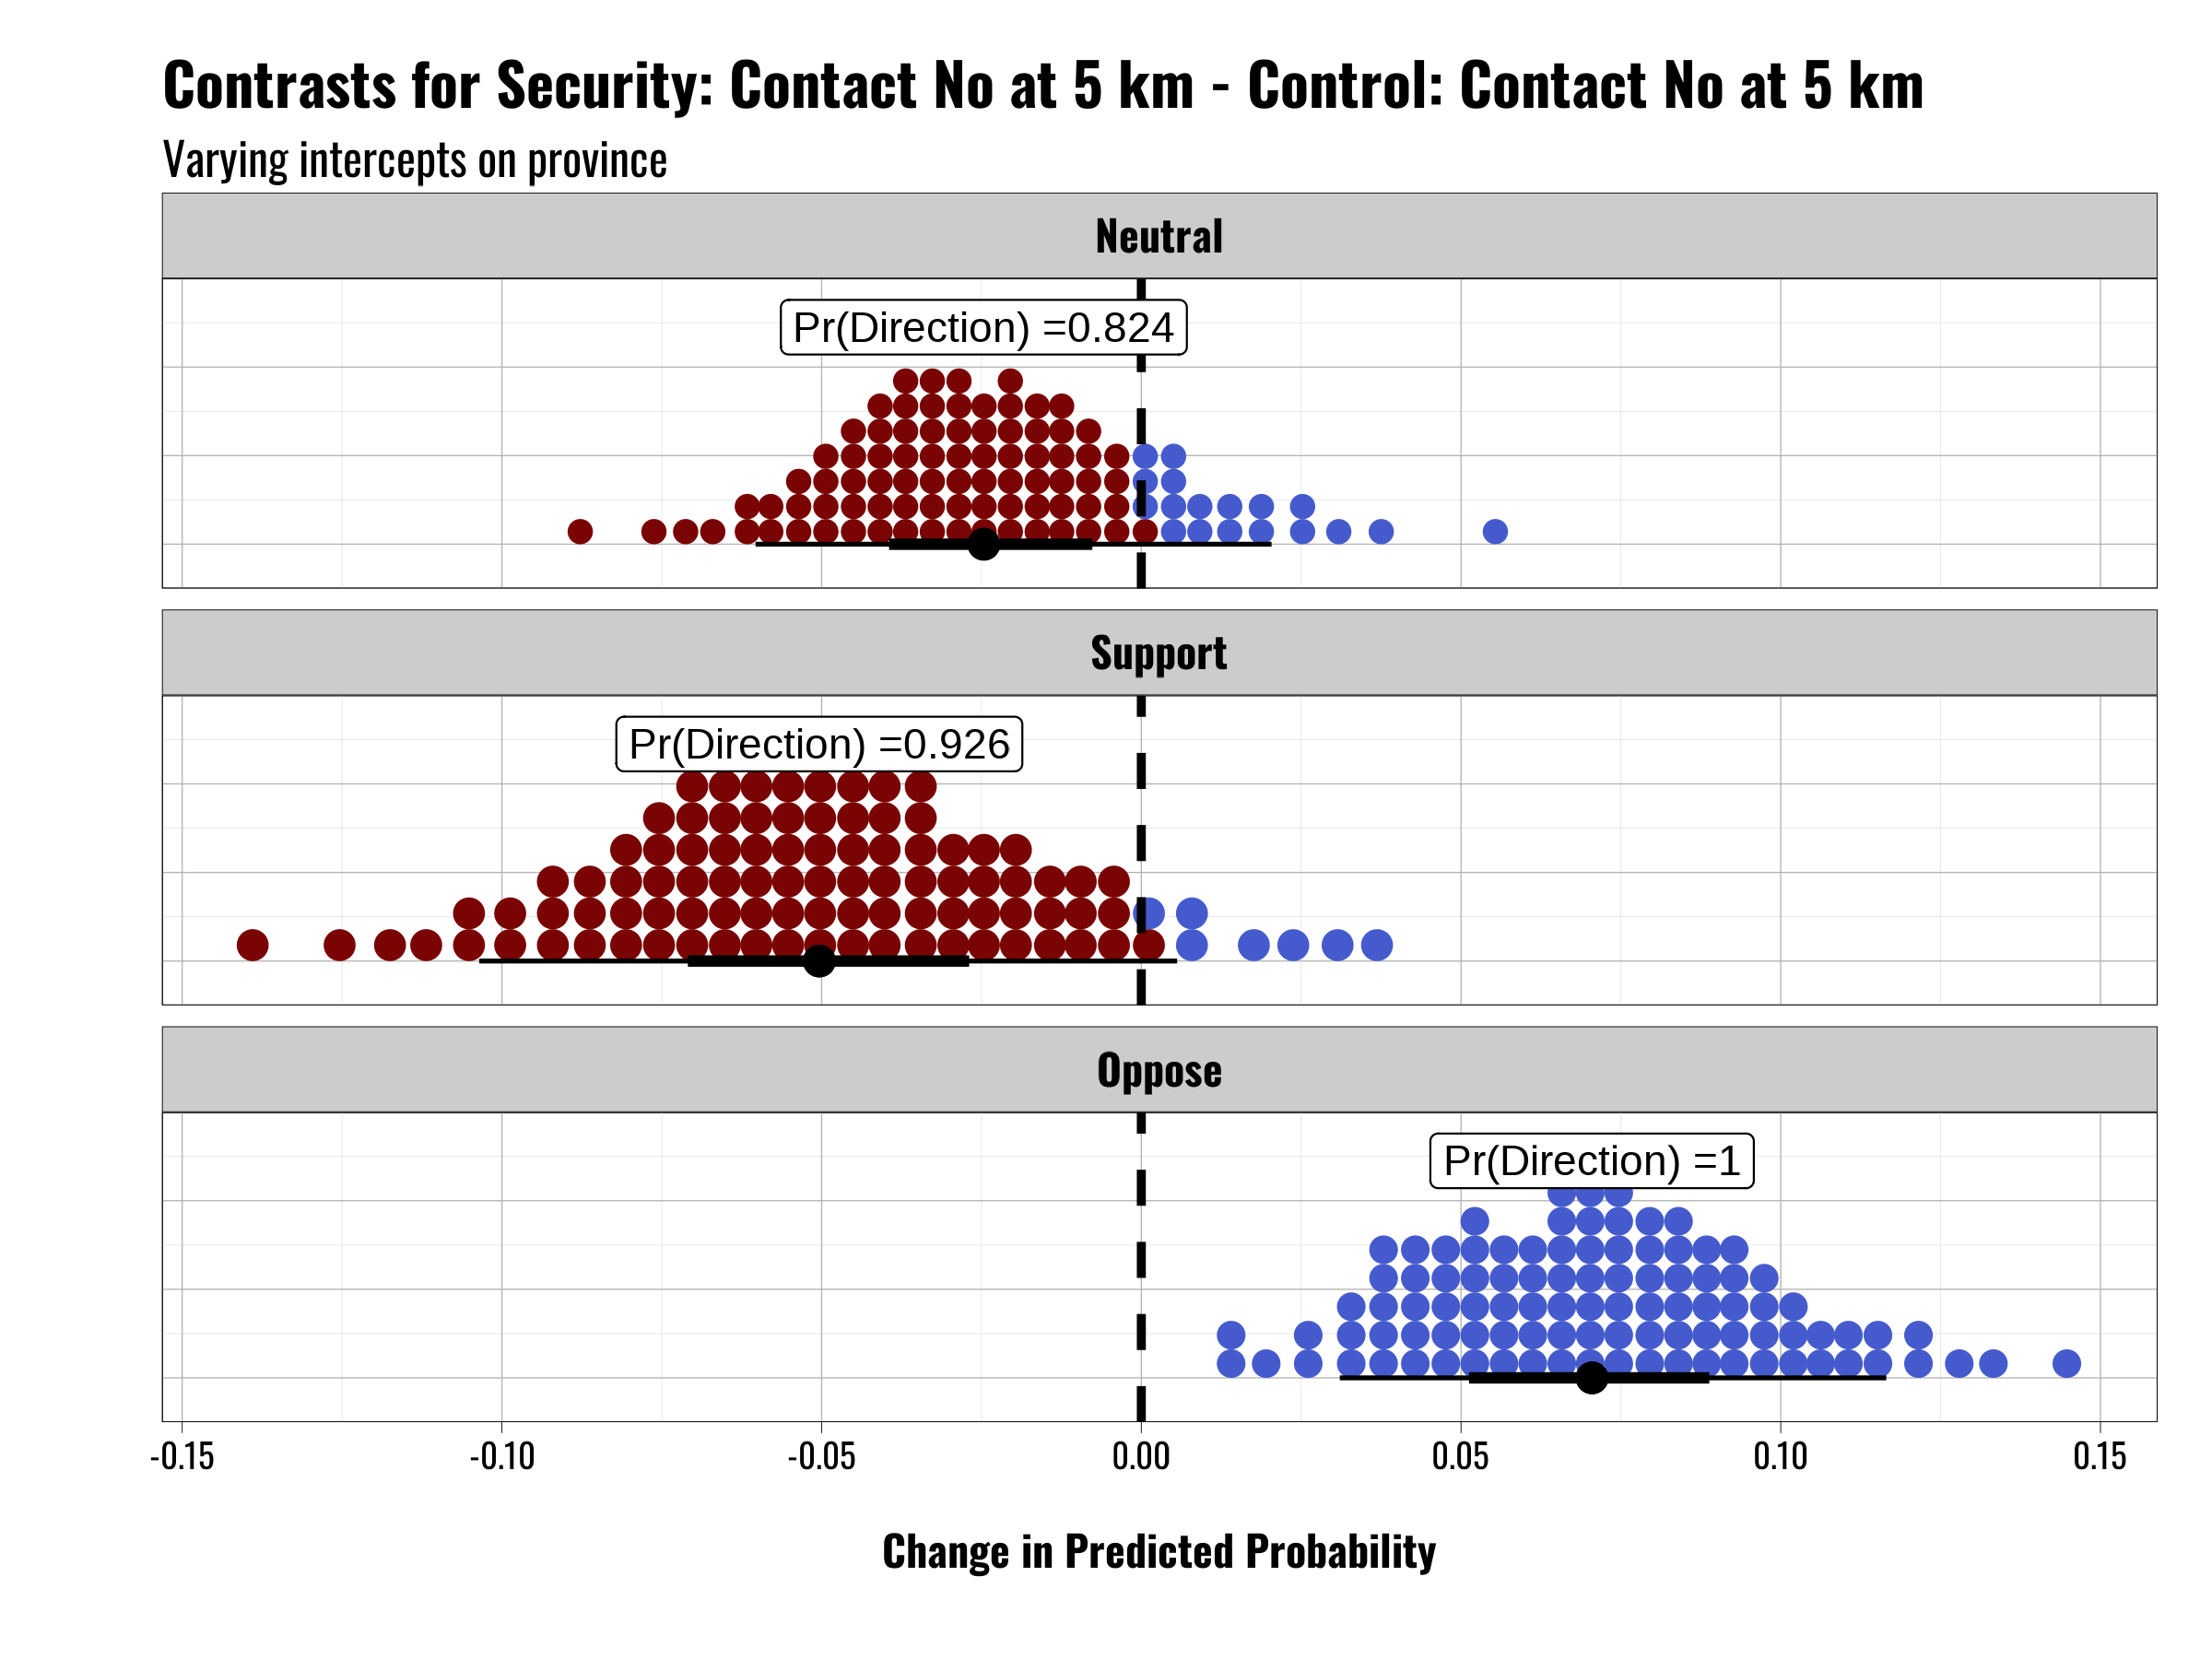 Contrasts for Security: Contact No at 5 km - Control: Contact No at 5 km
Varying intercepts on province
Neutral
Pr(Direction) =0.824
Support
Pr(Direction) =0.926
Oppose
Pr(Direction) =1
-0.15 -0.10 -0.05 0.00 0.05 0.10 0.15
Change in Predicted Probability